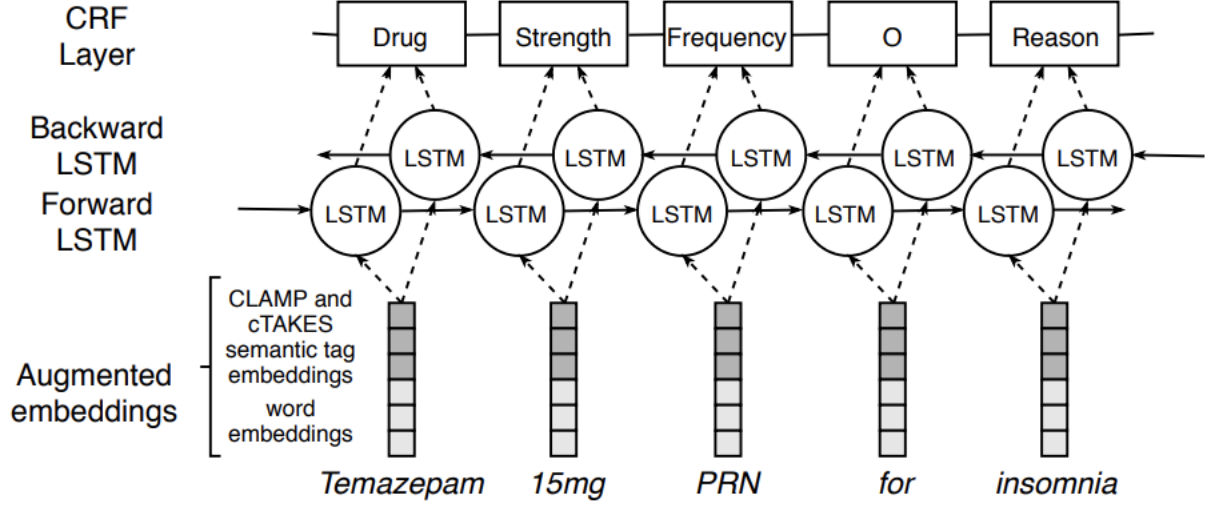 CRF
Layer
Drug Strength Frequency O Reason
Backward
LSTM
LSTM LSTM LSTM LSTM LSTM
Forward
LSTM
LSTM LSTM LSTM LSTM LSTM
Augmented
embeddings
CLAMP and
cTAKES
semantic tag
embeddings
word
embeddings
Temazepam 15mg PRN for insomnia